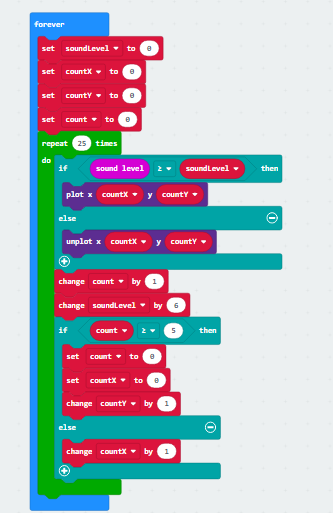 forever
set soundLevel to 0
set countX to 0
set countY to 0
set count to 0
repeat 25 times
do
if sound level ≥ soundLevel then
plot x countX y countY
else
unplot x countX y countY
change count by 1
change soundLevel by 6
if count ≥ 5 then
set count to 0
set countX to 0
change countY by 1
else
change countX by 1